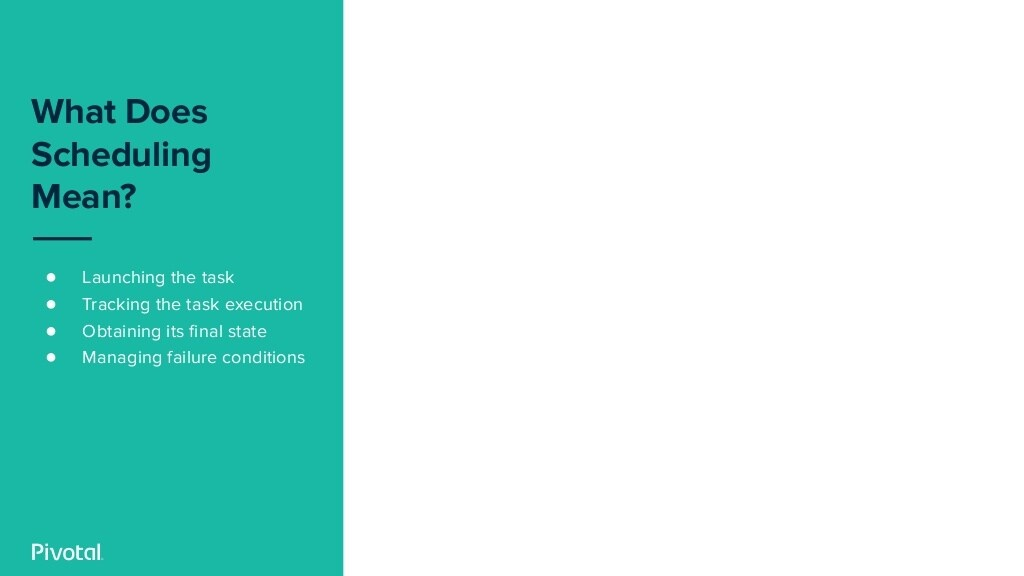 What Does
Scheduling
Mean?
● Launching the task
● Tracking the task execution
● Obtaining its final state
● Managing failure conditions
Pivotal